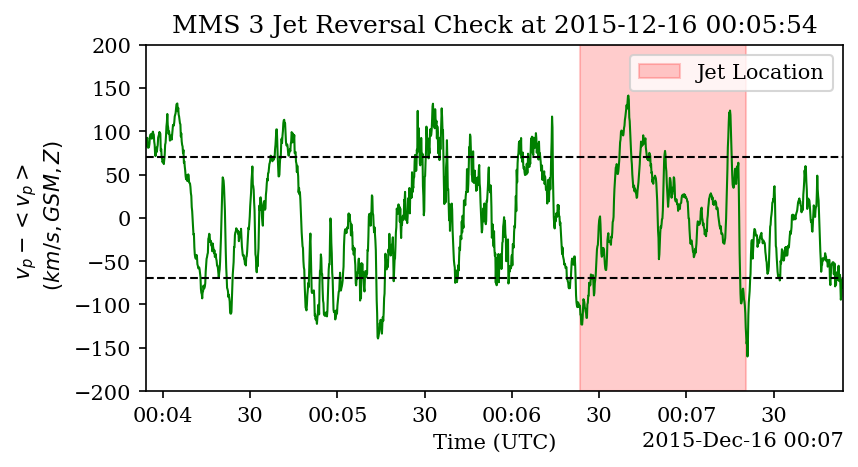 MMS 3 Jet Reversal Check at 2015-12-16 00:05:54
200
150
100
50
0
−50
−100
−150
−200
v_p − < v_p >
(km/s, GSM, Z)
Jet Location
00:04 30 00:05 30 00:06 30 00:07 30
Time (UTC) 2015-Dec-16 00:07